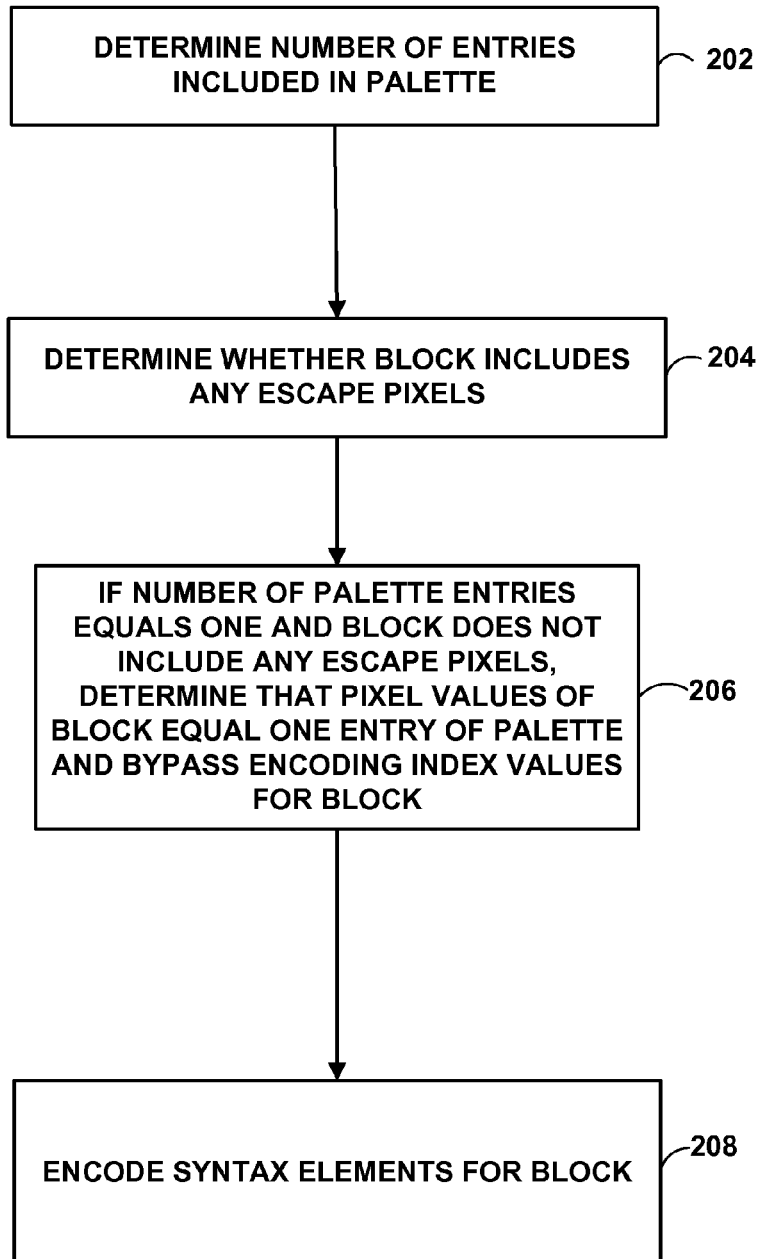 DETERMINE NUMBER OF ENTRIES
INCLUDED IN PALETTE
202
DETERMINE WHETHER BLOCK INCLUDES
ANY ESCAPE PIXELS
204
IF NUMBER OF PALETTE ENTRIES
EQUALS ONE AND BLOCK DOES NOT
INCLUDE ANY ESCAPE PIXELS,
DETERMINE THAT PIXEL VALUES OF
BLOCK EQUAL ONE ENTRY OF PALETTE
AND BYPASS ENCODING INDEX VALUES
FOR BLOCK
206
ENCODE SYNTAX ELEMENTS FOR BLOCK
208